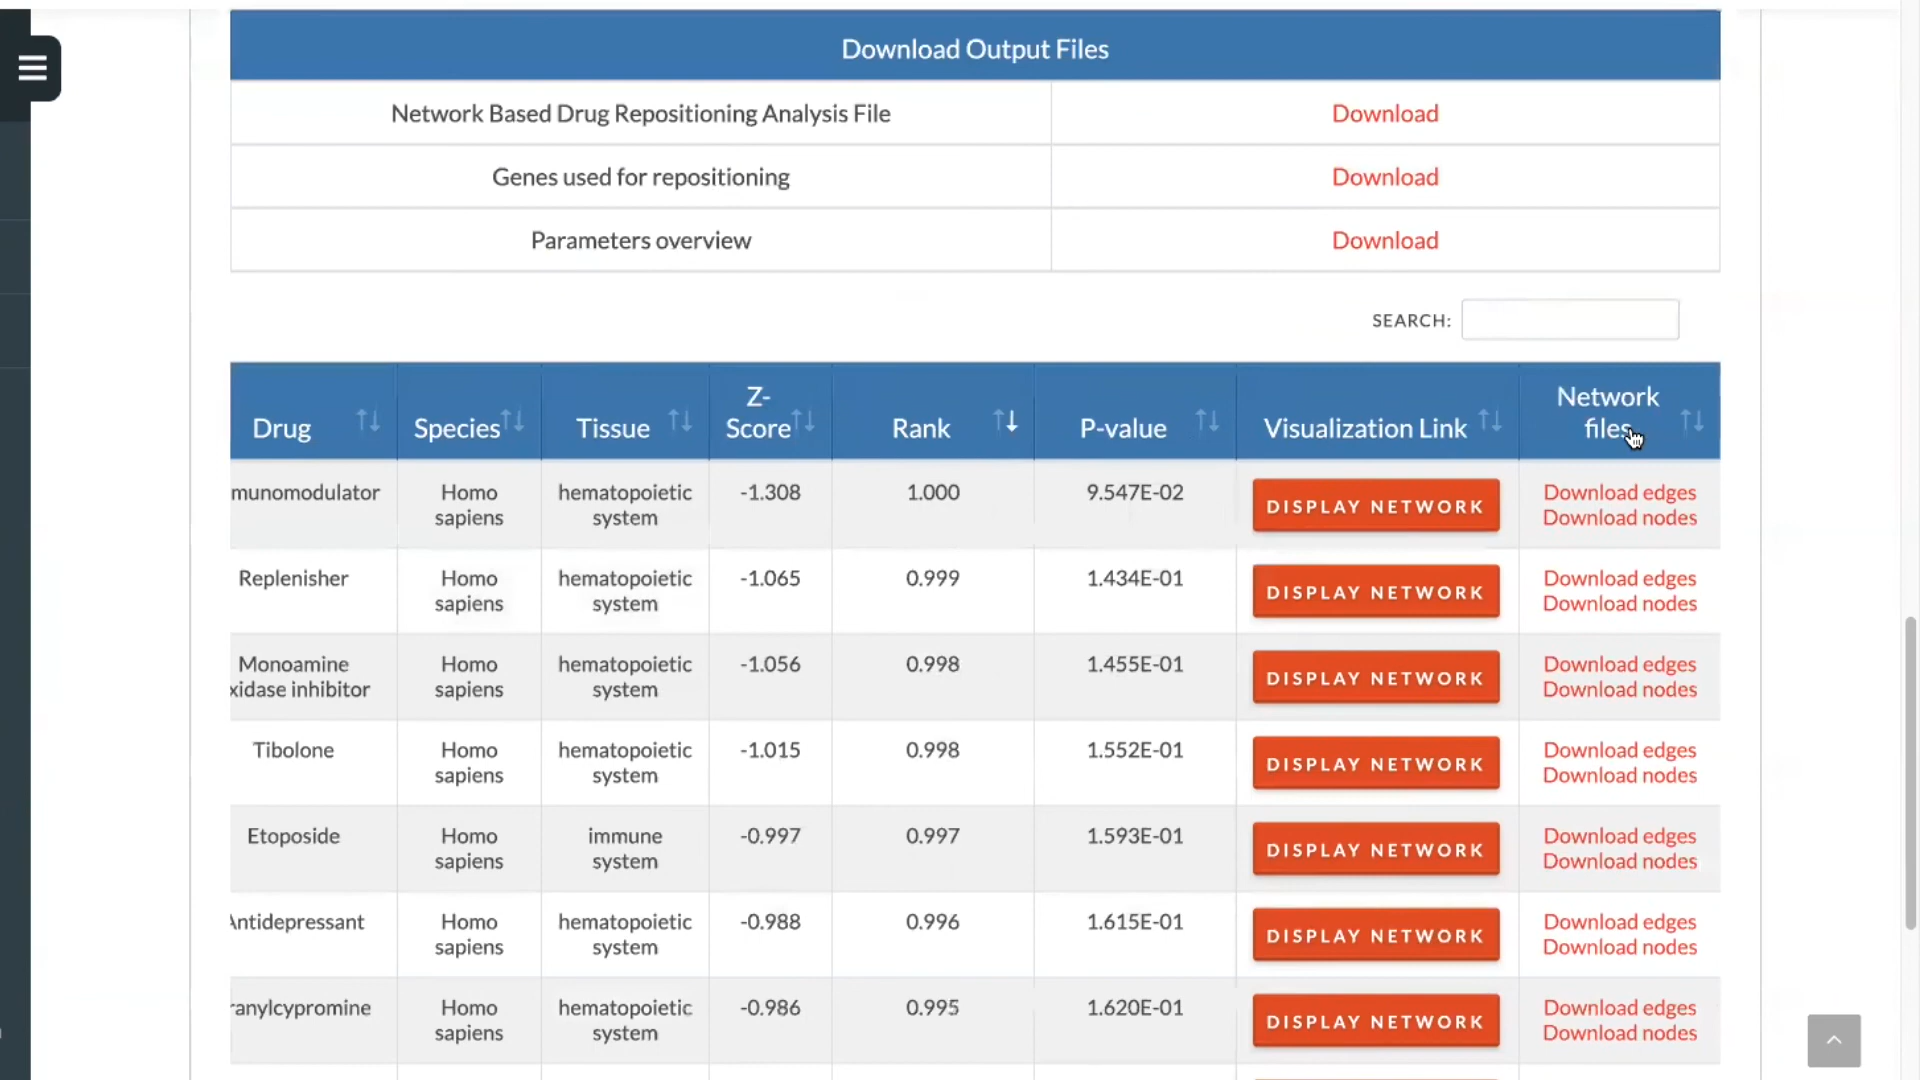 Download Output Files
Network Based Drug Repositioning Analysis File Download
Genes used for repositioning Download
Parameters overview Download
SEARCH:
Drug Species Tissue Z-Score Rank P-value Visualization Link Network files
munomodulator Homo sapiens hematopoietic system -1.308 1.000 9.547E-02 DISPLAY NETWORK Download edges Download nodes
Replenisher Homo sapiens hematopoietic system -1.065 0.999 1.434E-01 DISPLAY NETWORK Download edges Download nodes
Monoamine xidase inhibitor Homo sapiens hematopoietic system -1.056 0.998 1.455E-01 DISPLAY NETWORK Download edges Download nodes
Tibolone Homo sapiens hematopoietic system -1.015 0.998 1.552E-01 DISPLAY NETWORK Download edges Download nodes
Etoposide Homo sapiens immune system -0.997 0.997 1.593E-01 DISPLAY NETWORK Download edges Download nodes
Antidepressant Homo sapiens hematopoietic system -0.988 0.996 1.615E-01 DISPLAY NETWORK Download edges Download nodes
ranylcypromine Homo sapiens hematopoietic system -0.986 0.995 1.620E-01 DISPLAY NETWORK Download edges Download nodes